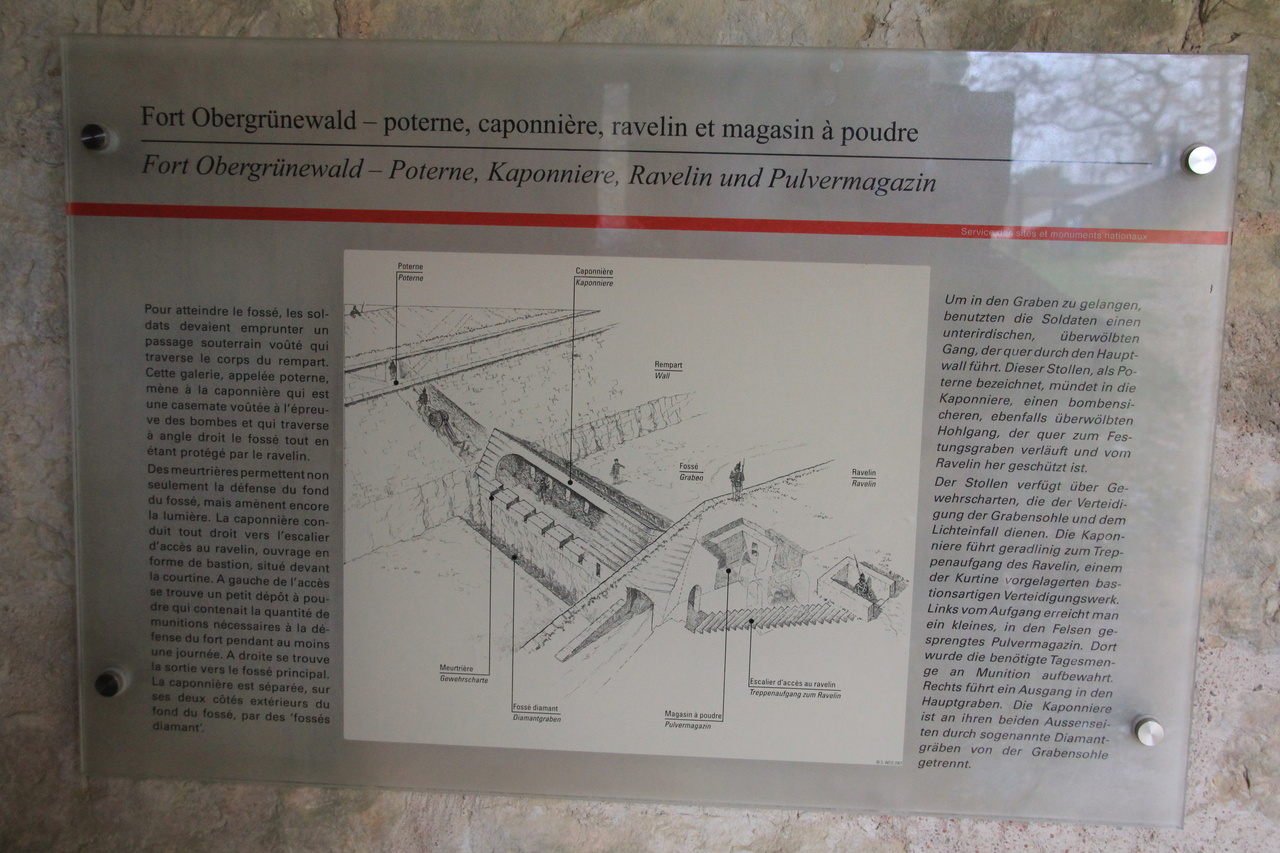 Fort Obergrünewald – poterne, caponnière, ravelin et magasin à poudre
Fort Obergrünewald – Poterne, Kaponniere, Ravelin und Pulvermagazin
Service des sites et monuments nationaux
Pour atteindre le fossé, les sol-
dats devaient emprunter un
passage souterrain voûté qui
traverse le corps du rempart.
Cette galerie, appelée poterne,
mène à la caponnière qui est
une casemate voûtée à l'épreu-
ve des bombes et qui traverse
à angle droit le fossé tout en
étant protégé par le ravelin.
Des meurtrières permettent non
seulement la défense du fond
du fossé, mais amènent encore
la lumière. La caponnière con-
duit tout droit vers l'escalier
d'accès au ravelin, ouvrage en
forme de bastion, situé devant
la courtine. A gauche de l'accès
se trouve un petit dépôt à pou-
dre qui contenait la quantité de
munitions nécessaires à la dé-
fense du fort pendant au moins
une journée. A droite se trouve
la sortie vers le fossé principal.
La caponnière est séparée, sur
ses deux côtés extérieurs du
fond du fossé, par des 'fossés
diamant'.
Poterne
Poterne
Caponnière
Kaponniere
Rempart
Wall
Fossé
Graben
Ravelin
Ravelin
Meurtrière
Gewehrscharte
Fossé diamant
Diamantgraben
Magasin à poudre
Pulvermagazin
Escalier d'accès au ravelin
Treppenaufgang zum Ravelin
Um in den Graben zu gelangen,
benutzten die Soldaten einen
unterirdischen, überwölbten
Gang, der quer durch den Haupt-
wall führt. Dieser Stollen, als Po-
terne bezeichnet, mündet in die
Kaponniere, einen bombensi-
cheren, ebenfalls überwölbten
Hohlgang, der quer zum Fes-
tungsgraben verläuft und vom
Ravelin her geschützt ist.
Der Stollen verfügt über Ge-
wehrscharten, die der Verteidi-
gung der Grabensohle und dem
Lichteinfall dienen. Die Kapon-
niere führt geradlinig zum Trep-
penaufgang des Ravelin, einem
der Kurtine vorgelagerten bas-
tionsartigen Verteidigungswerk.
Links vom Aufgang erreicht man
ein kleines, in den Felsen ge-
sprengtes Pulvermagazin. Dort
wurde die benötigte Tagesmen-
ge an Munition aufbewahrt.
Rechts führt ein Ausgang in den
Hauptgraben. Die Kaponniere
ist an ihren beiden Aussensei-
ten durch sogenannte Diamant-
gräben von der Grabensohle
getrennt.